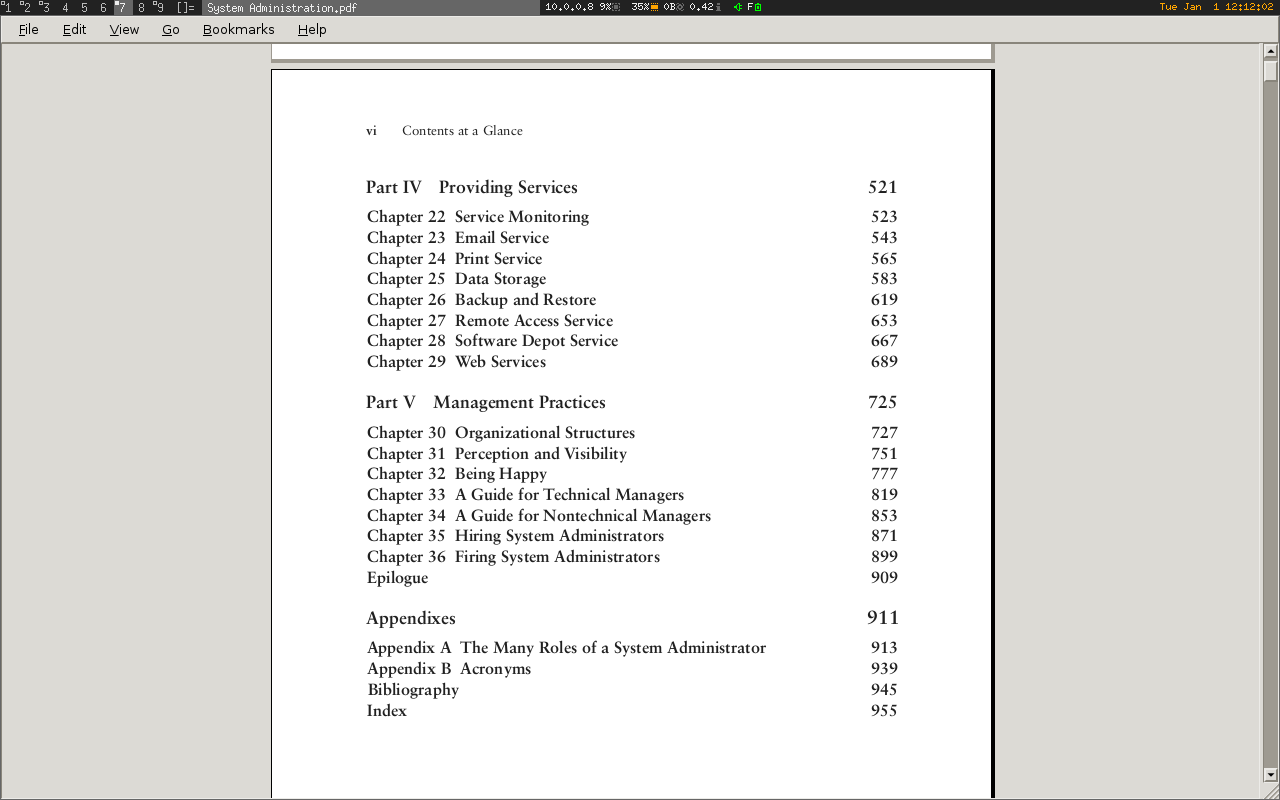 1 2 3 4 5 6 7 8 9 []= System Administration.pdf 10.0.0.8 9% 35% 0B 0.42 F Tue Jan 1 12:12:02
File Edit View Go Bookmarks Help
vi Contents at a Glance
Part IV Providing Services 521
Chapter 22 Service Monitoring 523
Chapter 23 Email Service 543
Chapter 24 Print Service 565
Chapter 25 Data Storage 583
Chapter 26 Backup and Restore 619
Chapter 27 Remote Access Service 653
Chapter 28 Software Depot Service 667
Chapter 29 Web Services 689
Part V Management Practices 725
Chapter 30 Organizational Structures 727
Chapter 31 Perception and Visibility 751
Chapter 32 Being Happy 777
Chapter 33 A Guide for Technical Managers 819
Chapter 34 A Guide for Nontechnical Managers 853
Chapter 35 Hiring System Administrators 871
Chapter 36 Firing System Administrators 899
Epilogue 909
Appendixes 911
Appendix A The Many Roles of a System Administrator 913
Appendix B Acronyms 939
Bibliography 945
Index 955